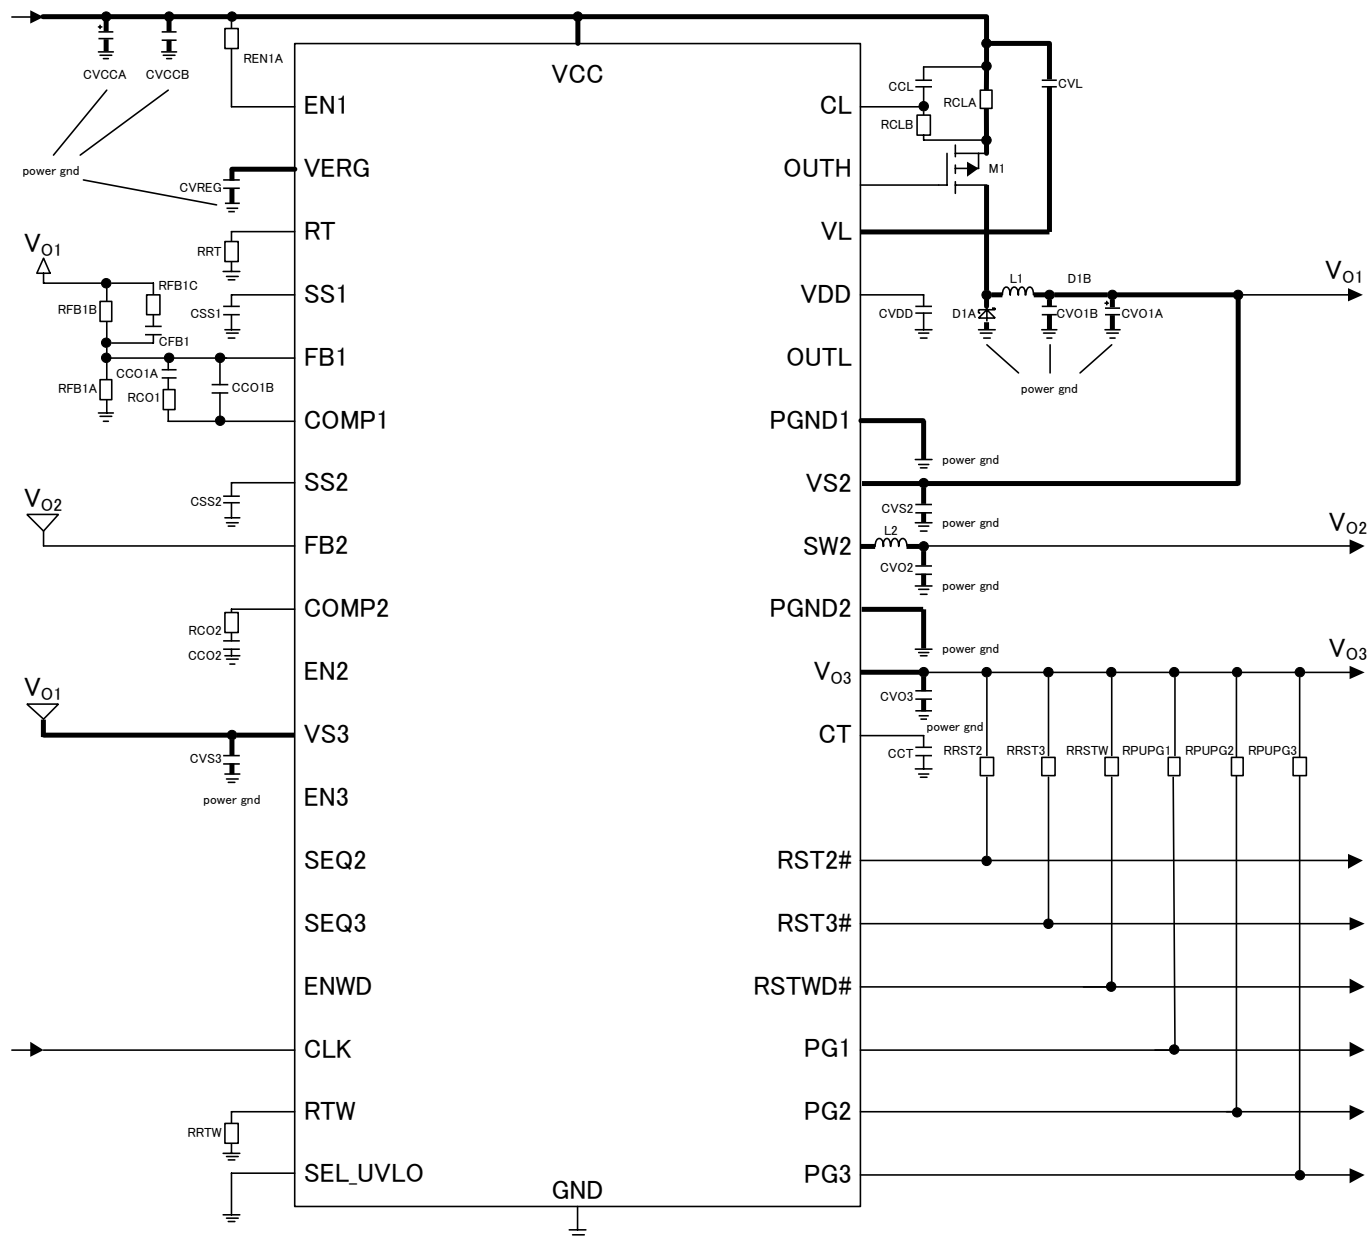 VCC
REN1A
CVCCA
CVCCB
EN1
power gnd
VERG
CVREG
RT
RRT
VO1
RFB1B
RFB1C
CFB1
SS1
CSS1
FB1
RFB1A
CCO1A
RCO1
CCO1B
COMP1
SS2
CSS2
VO2
FB2
COMP2
RCO2
CCO2
EN2
VO1
VS3
CVS3
power gnd
EN3
SEQ2
SEQ3
ENWD
CLK
RTW
RRTW
SEL_UVLO
GND
CL
CCL
RCLB
RCLA
CVL
OUTH
M1
VL
VDD
CVDD
D1A
L1
D1B
CVO1B
CVO1A
VO1
power gnd
OUTL
PGND1
power gnd
VS2
CVS2
power gnd
SW2
L2
VO2
CVO2
power gnd
PGND2
power gnd
VO3
VO3
CVO3
power gnd
CT
CCT
RRST2
RRST3
RRSTW
RPUPG1
RPUPG2
RPUPG3
RST2#
RST3#
RSTWD#
PG1
PG2
PG3